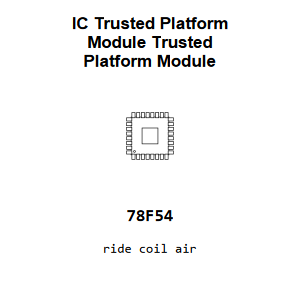 IC Trusted Platform
Module Trusted
Platform Module
78F54
ride coil air